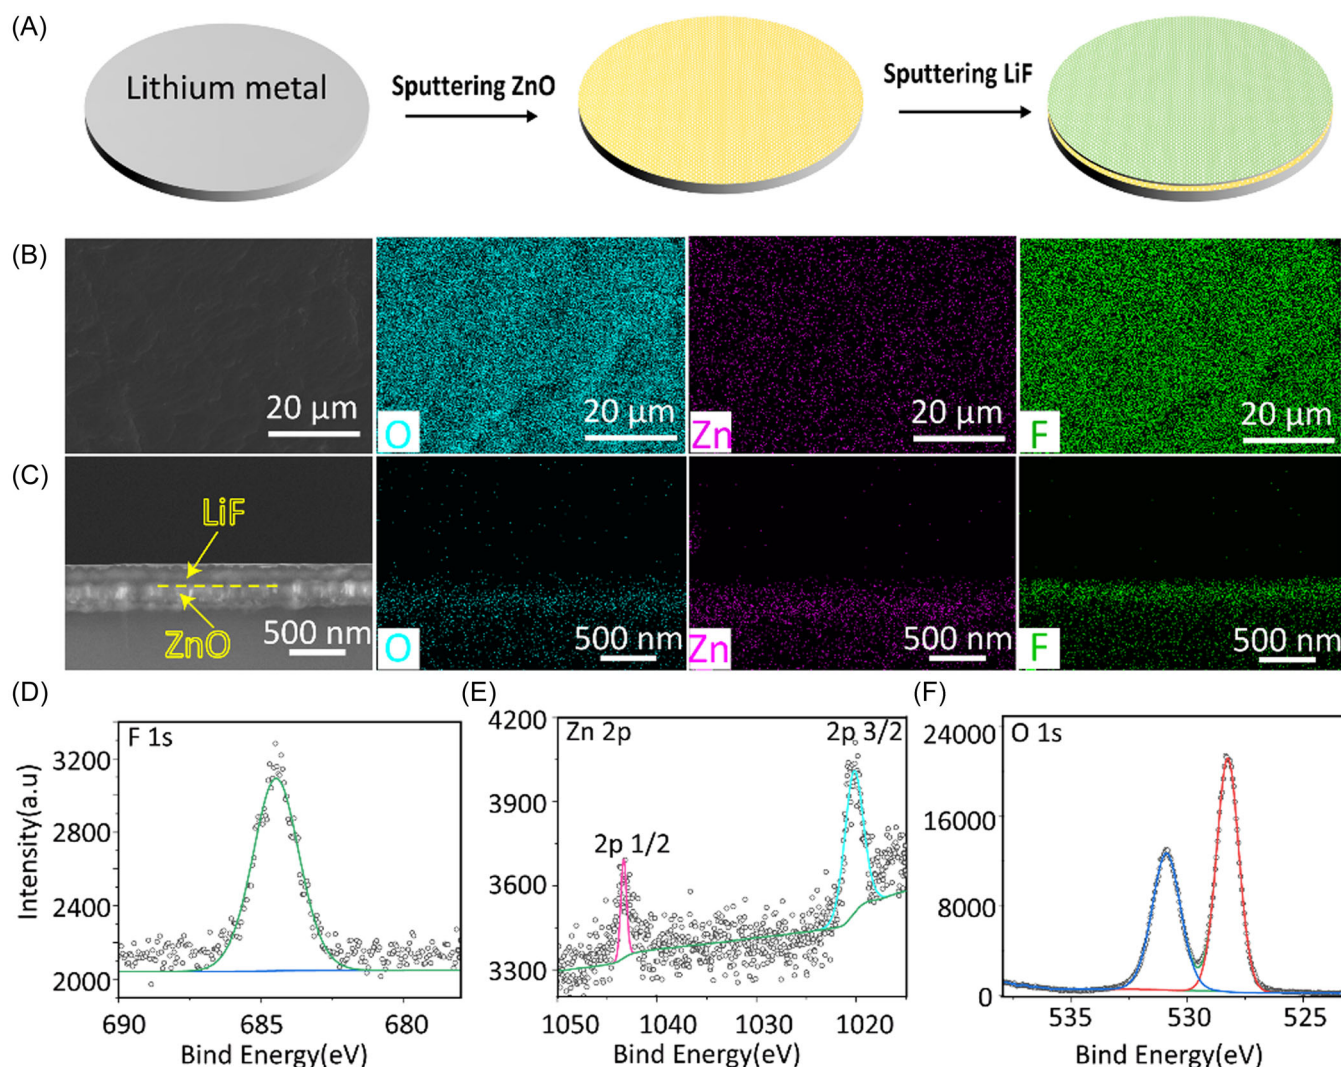 (A)
Lithium metal
Sputtering ZnO
Sputtering LiF
(B)
20 μm
O
20 μm
Zn
20 μm
F
20 μm
(C)
LiF
ZnO
500 nm
O
500 nm
Zn
500 nm
F
500 nm
(D)
F 1s
Intensity(a.u)
3200
2800
2400
2000
690
685
680
Bind Energy(eV)
(E)
Zn 2p
2p 3/2
2p 1/2
4200
3900
3600
3300
1050
1040
1030
1020
Bind Energy(eV)
(F)
O 1s
24000
16000
8000
0
535
530
525
Bind Energy(eV)